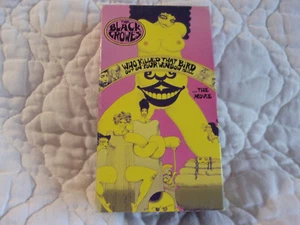 THE
BLACK
CROWES
WHO KILLED THAT BIRD
OUT ON YOUR WINDOW SILL
...THE
MOVIE